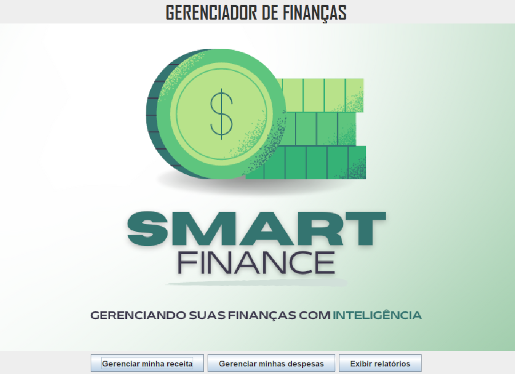 GERENCIADOR DE FINANÇAS
$
SMART
FINANCE
GERENCIANDO SUAS FINANÇAS COM INTELIGÊNCIA
Gerenciar minha receita Gerenciar minhas despesas Exibir relatórios